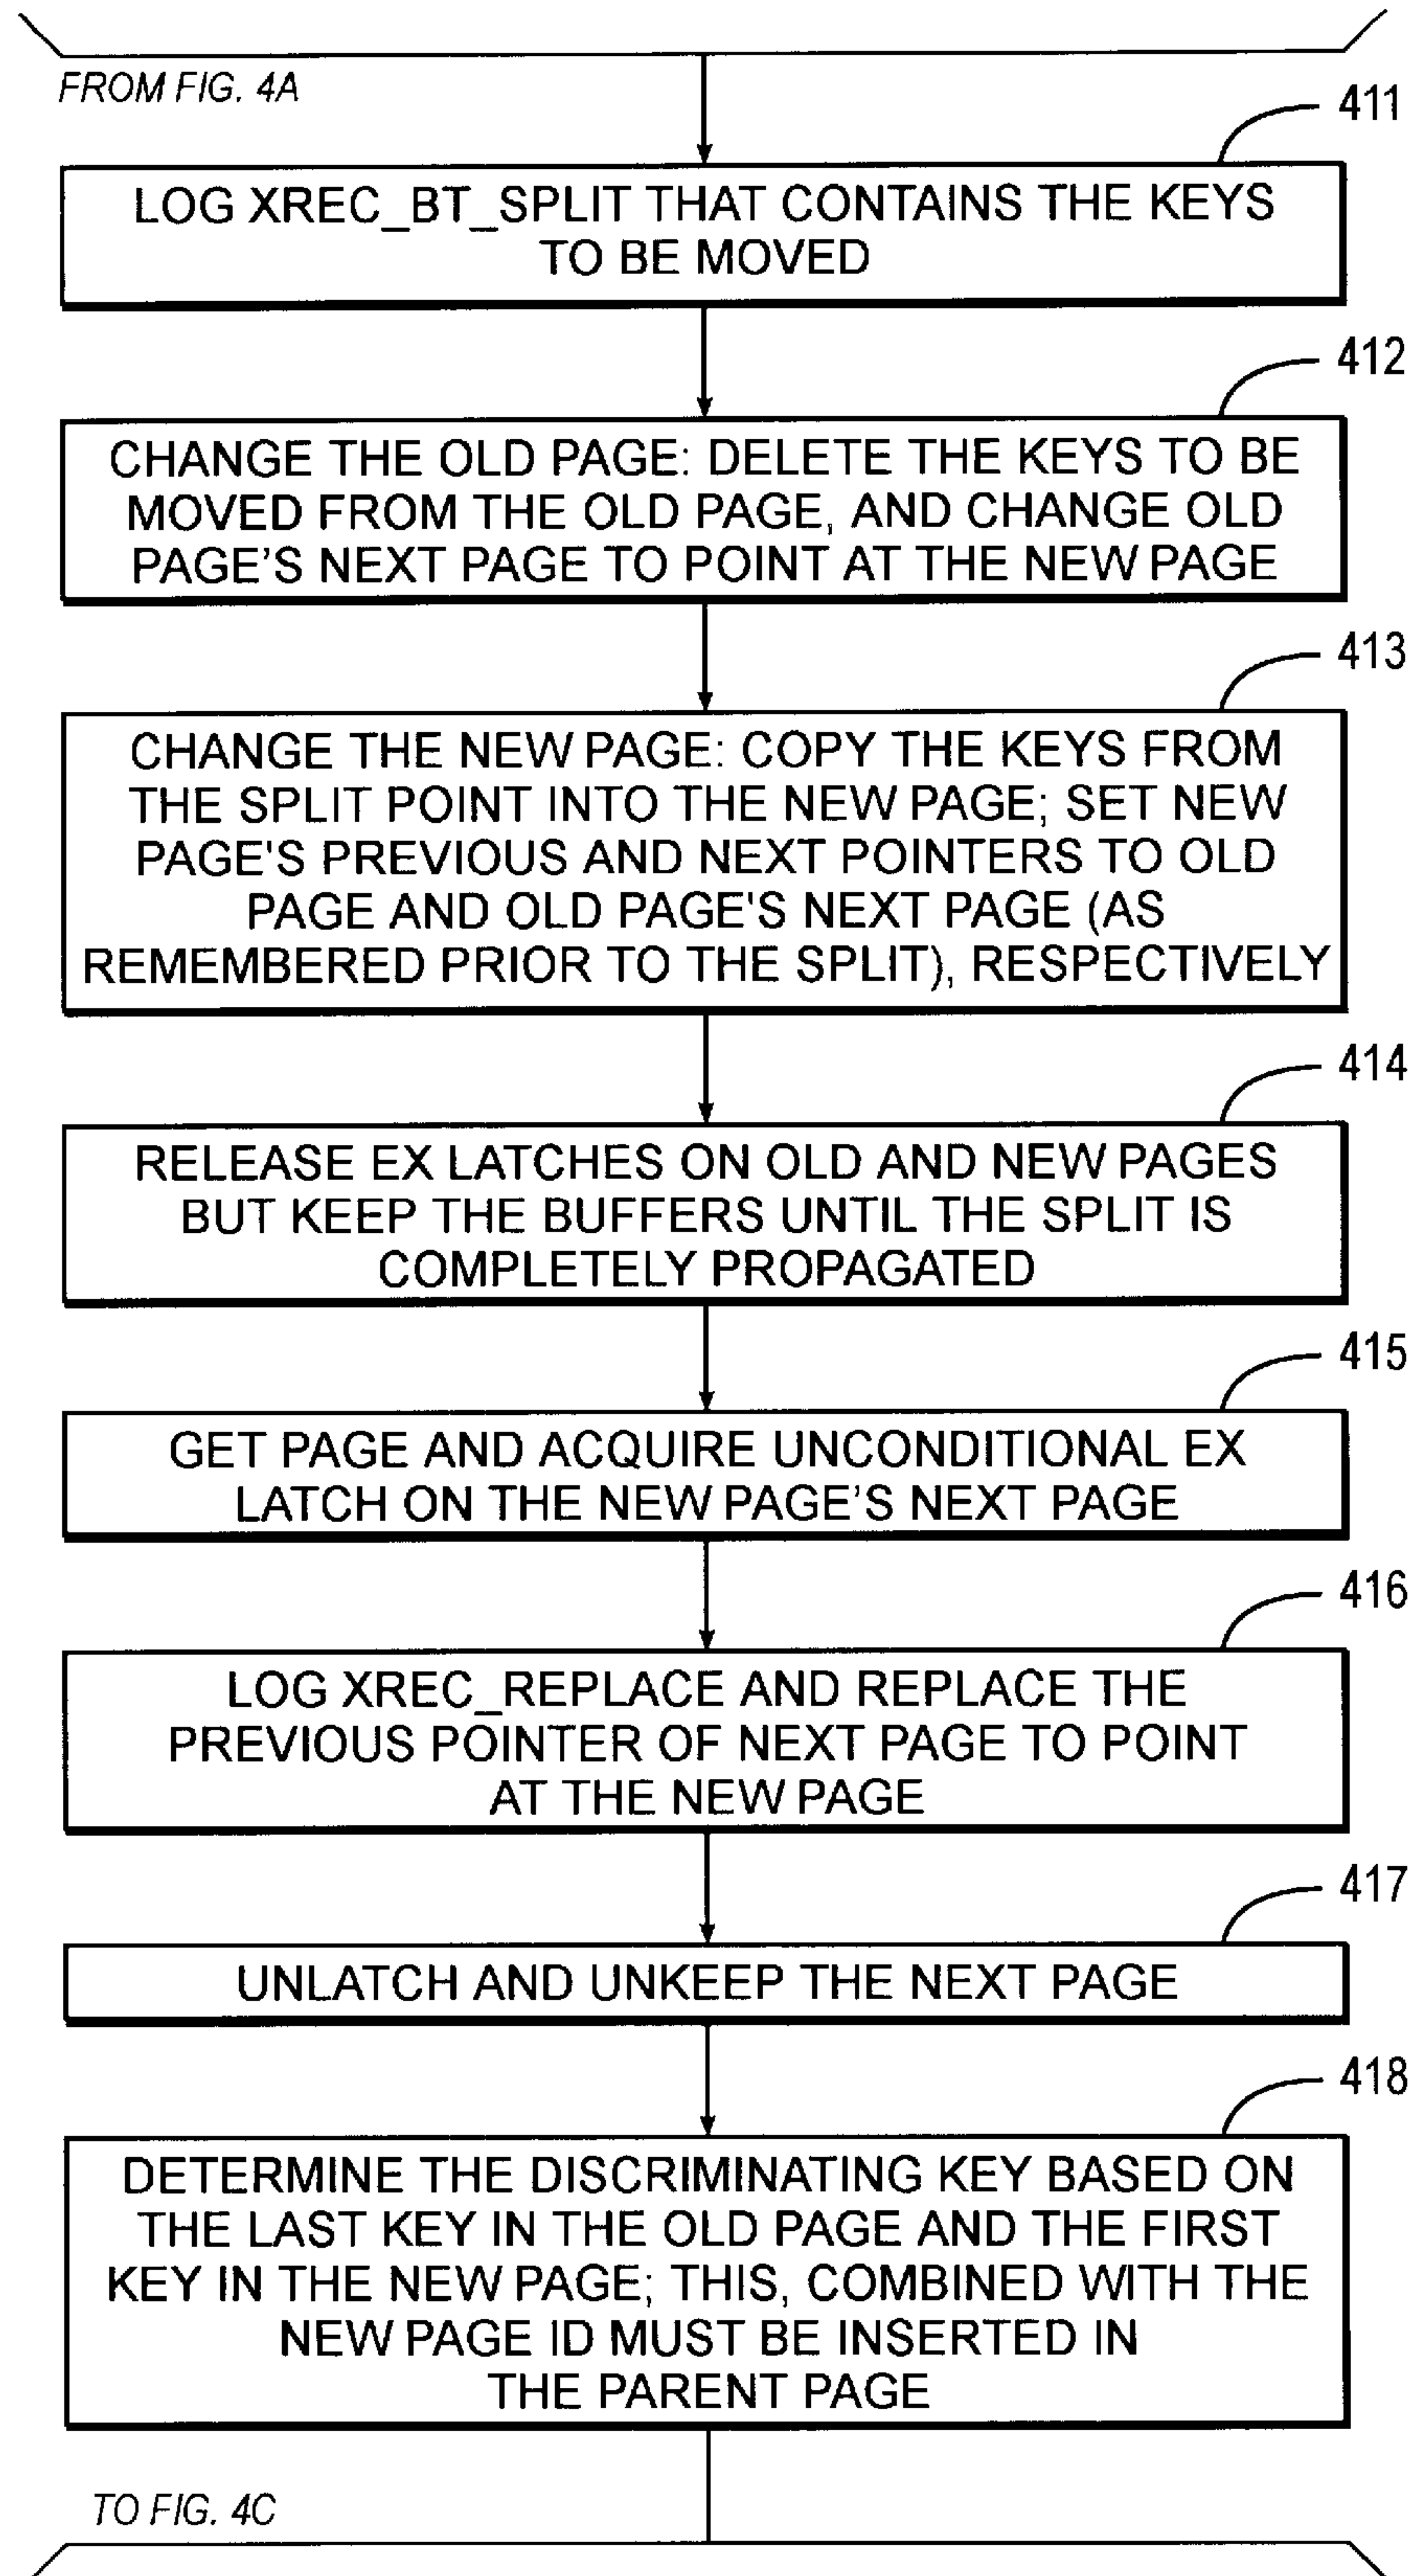 FROM FIG. 4A
411
LOG XREC_BT_SPLIT THAT CONTAINS THE KEYS
TO BE MOVED
412
CHANGE THE OLD PAGE: DELETE THE KEYS TO BE
MOVED FROM THE OLD PAGE, AND CHANGE OLD
PAGE’S NEXT PAGE TO POINT AT THE NEW PAGE
413
CHANGE THE NEW PAGE: COPY THE KEYS FROM
THE SPLIT POINT INTO THE NEW PAGE; SET NEW
PAGE'S PREVIOUS AND NEXT POINTERS TO OLD
PAGE AND OLD PAGE'S NEXT PAGE (AS
REMEMBERED PRIOR TO THE SPLIT), RESPECTIVELY
414
RELEASE EX LATCHES ON OLD AND NEW PAGES
BUT KEEP THE BUFFERS UNTIL THE SPLIT IS
COMPLETELY PROPAGATED
415
GET PAGE AND ACQUIRE UNCONDITIONAL EX
LATCH ON THE NEW PAGE’S NEXT PAGE
416
LOG XREC_REPLACE AND REPLACE THE
PREVIOUS POINTER OF NEXT PAGE TO POINT
AT THE NEW PAGE
417
UNLATCH AND UNKEEP THE NEXT PAGE
418
DETERMINE THE DISCRIMINATING KEY BASED ON
THE LAST KEY IN THE OLD PAGE AND THE FIRST
KEY IN THE NEW PAGE; THIS, COMBINED WITH THE
NEW PAGE ID MUST BE INSERTED IN
THE PARENT PAGE
TO FIG. 4C